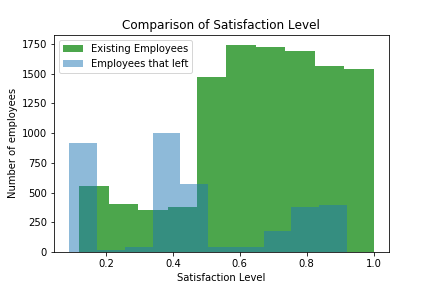 Comparison of Satisfaction Level
Existing Employees
Employees that left
Number of employees
1750
1500
1250
1000
750
500
250
0
0.2 0.4 0.6 0.8 1.0
Satisfaction Level